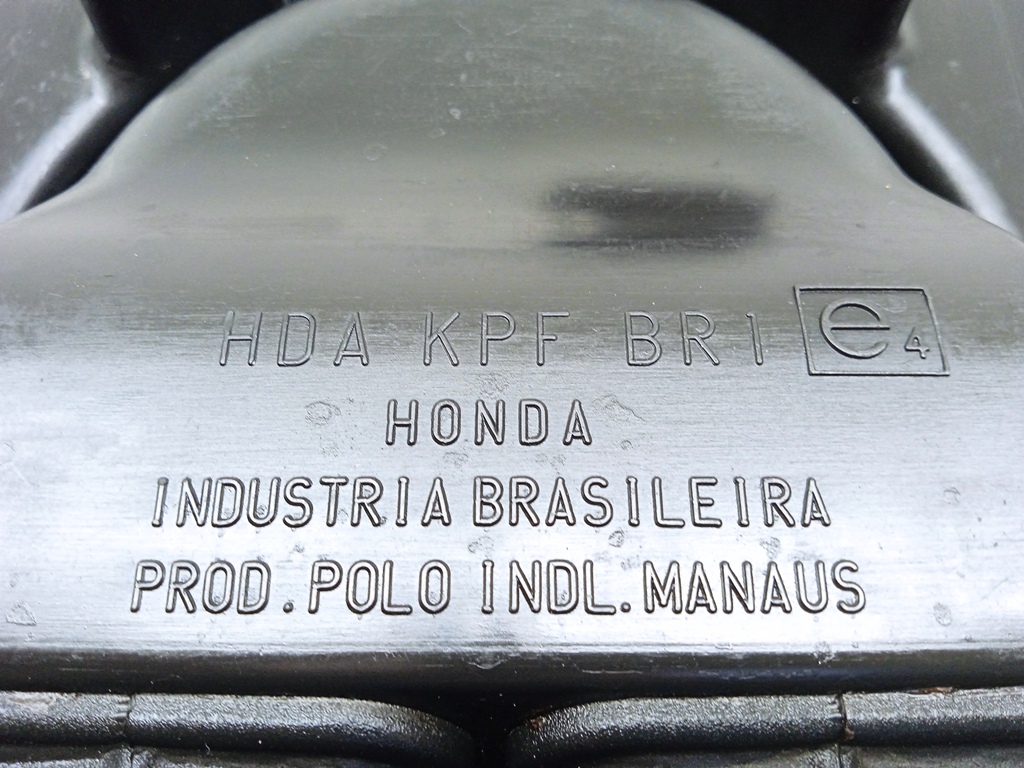 HDA KPF BR1 e4
HONDA
INDUSTRIA BRASILEIRA
PROD. POLO INDL. MANAUS